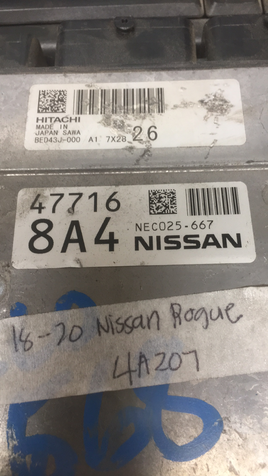 HITACHI
MADE IN
JAPAN SAWA
BE043J-000 A1 7X28 26
47716
8A4 NEC025-667
NISSAN
18-20 Nissan Rogue
4A207